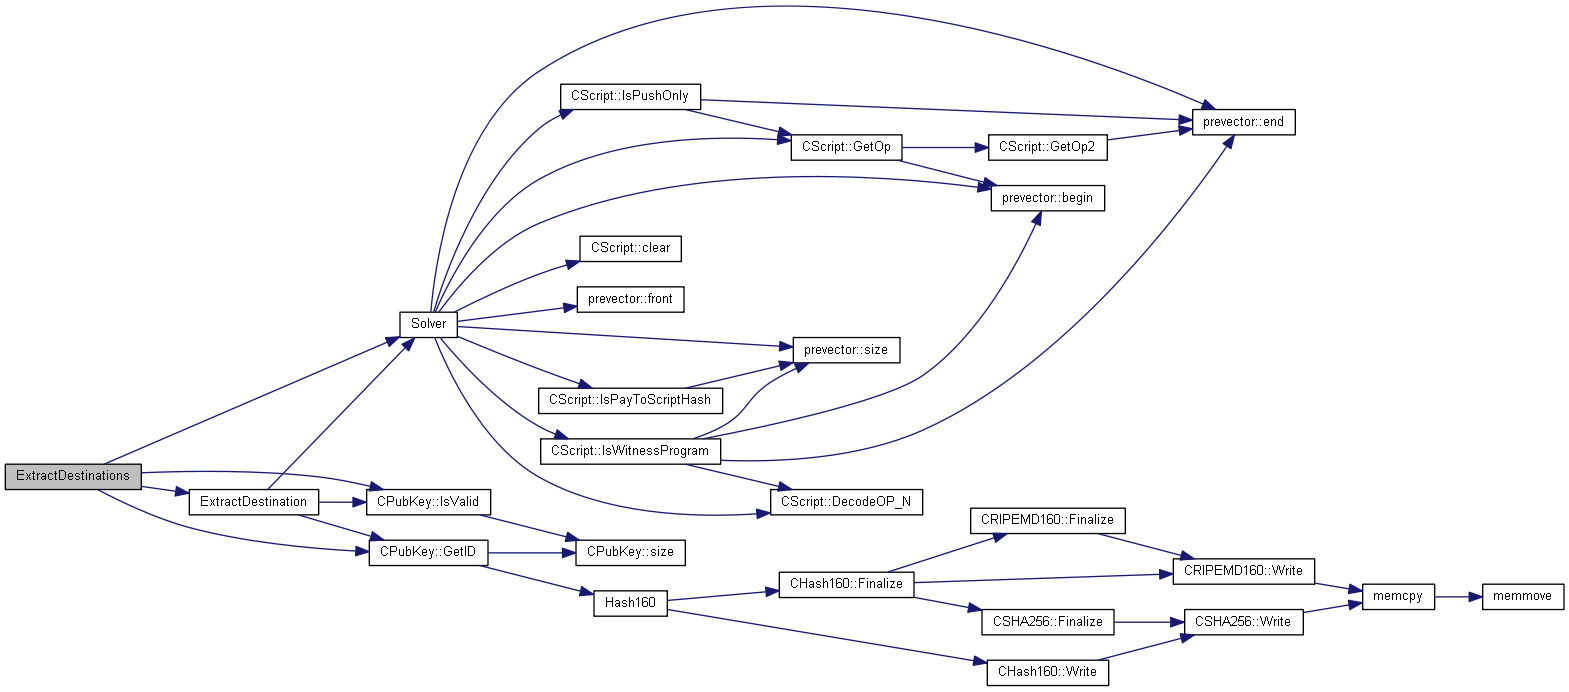 CScript::IsPushOnly
prevector::end
CScript::GetOp
CScript::GetOp2
prevector::begin
CScript::clear
prevector::front
Solver
prevector::size
CScript::IsPayToScriptHash
CScript::IsWitnessProgram
ExtractDestinations
ExtractDestination
CPubKey::IsValid
CScript::DecodeOP_N
CRIPEMD160::Finalize
CPubKey::GetID
CPubKey::size
CRIPEMD160::Write
CHash160::Finalize
Hash160
memcpy
memmove
CSHA256::Finalize
CSHA256::Write
CHash160::Write